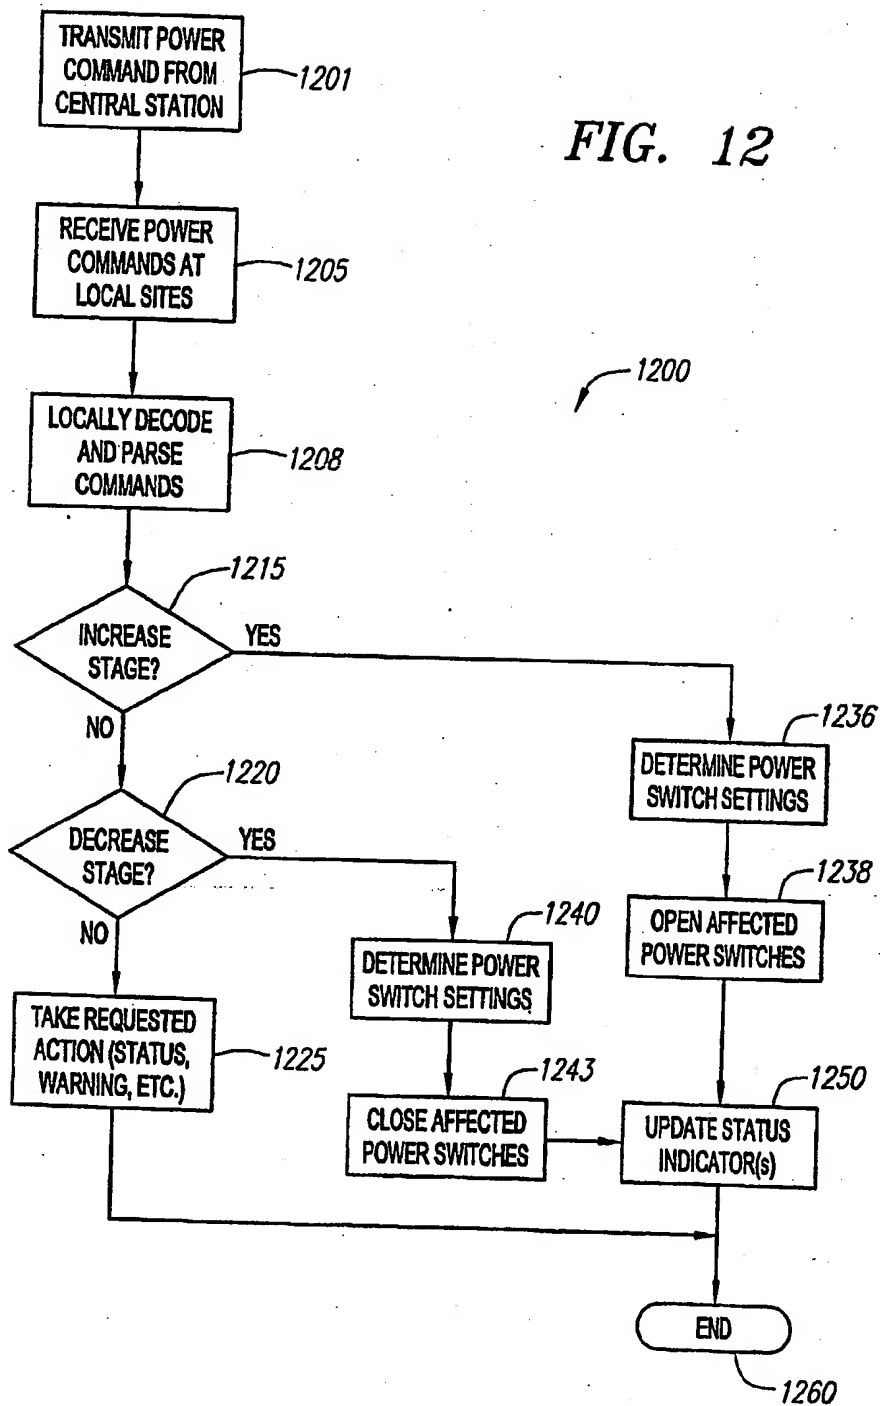 TRANSMIT POWER
COMMAND FROM
CENTRAL STATION
1201
FIG. 12
RECEIVE POWER
COMMANDS AT
LOCAL SITES
1205
1200
LOCALLY DECODE
AND PARSE
COMMANDS
1208
1215
INCREASE
STAGE?
YES
NO
1236
DETERMINE POWER
SWITCH SETTINGS
1220
DECREASE
STAGE?
YES
NO
1238
OPEN AFFECTED
POWER SWITCHES
1240
DETERMINE POWER
SWITCH SETTINGS
TAKE REQUESTED
ACTION (STATUS,
WARNING, ETC.)
1225
1243
CLOSE AFFECTED
POWER SWITCHES
1250
UPDATE STATUS
INDICATOR(s)
END
1260